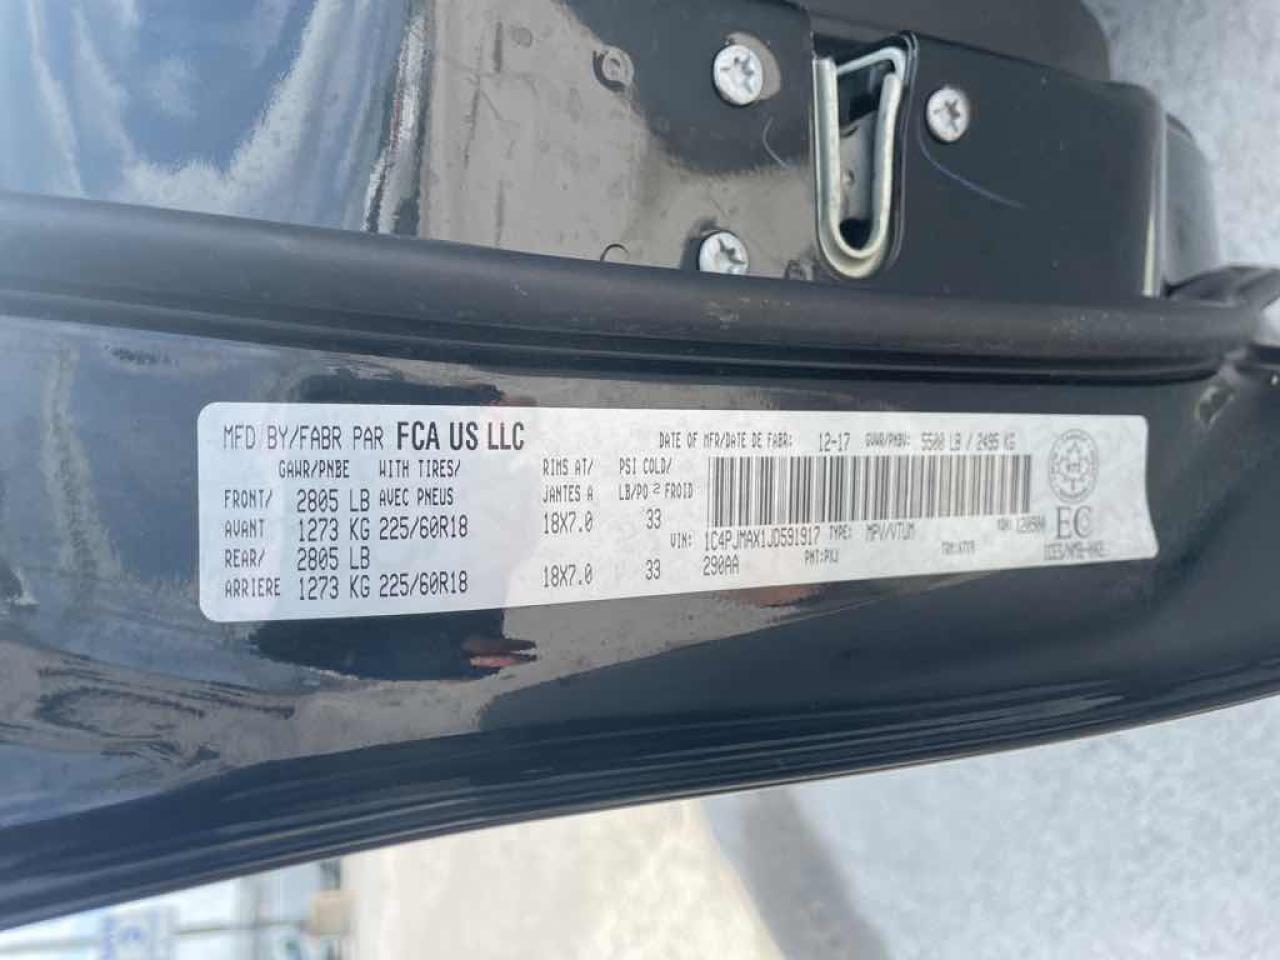 MFD BY/FABR PAR FCA US LLC DATE OF MFR/DATE DE FABR: 12-17 GVWR/PNBV: 5500 LB / 2495 KG
GAWR/PNBE WITH TIRES/ RIMS AT/ PSI COLD/
FRONT/ 2805 LB AVEC PNEUS JANTES A LB/PO² FROID
AVANT 1273 KG 225/60R18 18X7.0 33
VIN: 1C4PJMAX1JD591917 TYPE: MPV/VTUM
REAR/ 2805 LB
290AA PNT:PXJ
ARRIERE 1273 KG 225/60R18 18X7.0 33
EC